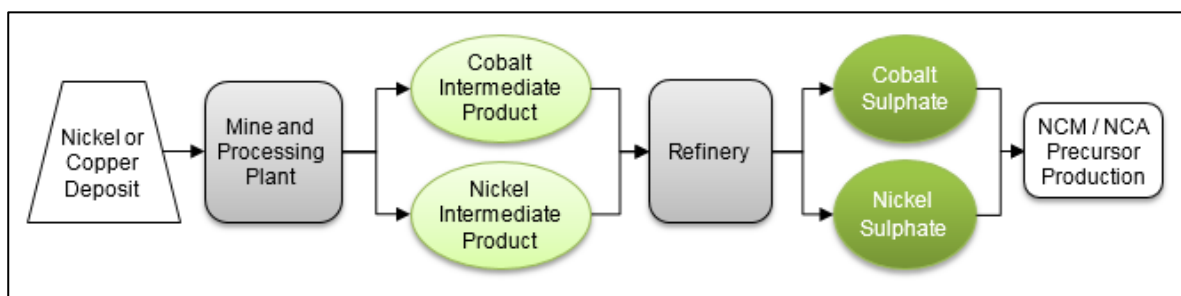 Nickel or
Copper
Deposit
Mine and
Processing
Plant
Cobalt
Intermediate
Product
Nickel
Intermediate
Product
Refinery
Cobalt
Sulphate
Nickel
Sulphate
NCM / NCA
Precursor
Production